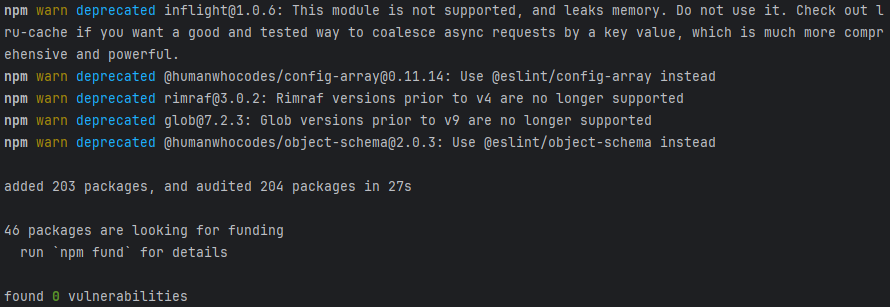 npm warn deprecated inflight@1.0.6: This module is not supported, and leaks memory. Do not use it. Check out l
ru-cache if you want a good and tested way to coalesce async requests by a key value, which is much more compr
ehensive and powerful.
npm warn deprecated @humanwhocodes/config-array@0.11.14: Use @eslint/config-array instead
npm warn deprecated rimraf@3.0.2: Rimraf versions prior to v4 are no longer supported
npm warn deprecated glob@7.2.3: Glob versions prior to v9 are no longer supported
npm warn deprecated @humanwhocodes/object-schema@2.0.3: Use @eslint/object-schema instead
added 203 packages, and audited 204 packages in 27s
46 packages are looking for funding
run `npm fund` for details
found 0 vulnerabilities